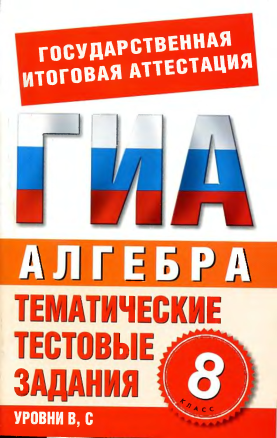 ГОСУДАРСТВЕННАЯ
ИТОГОВАЯ АТТЕСТАЦИЯ
ГИА
АЛГЕБРА
ТЕМАТИЧЕСКИЕ
ТЕСТОВЫЕ
ЗАДАНИЯ
8
КЛАСС
УРОВНИ В, С